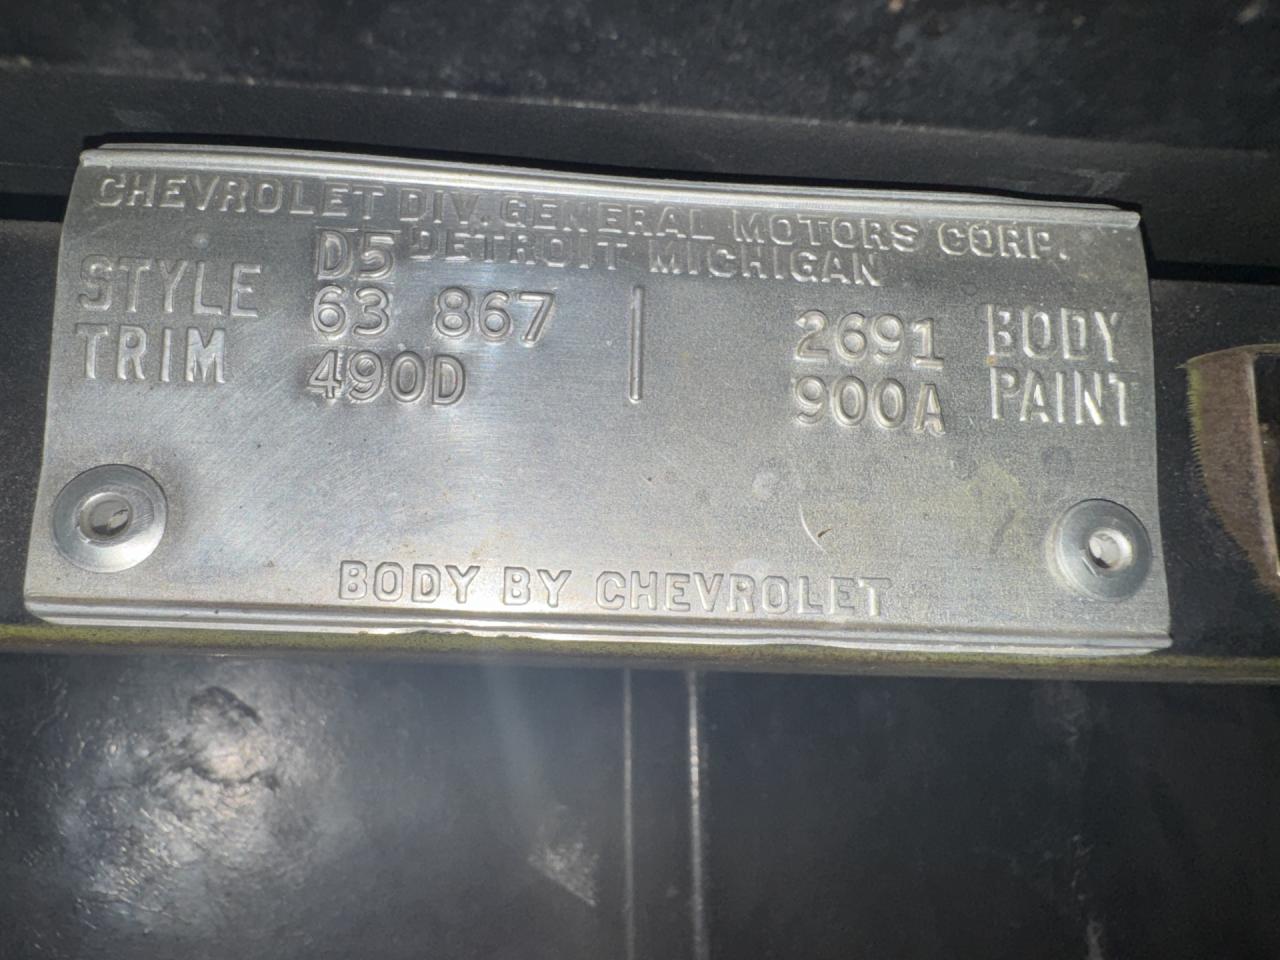 CHEVROLET DIV. GENERAL MOTORS CORP.
D5 DETROIT MICHIGAN
STYLE 63 867 | 2691 BODY
TRIM 490D 900A PAINT
BODY BY CHEVROLET